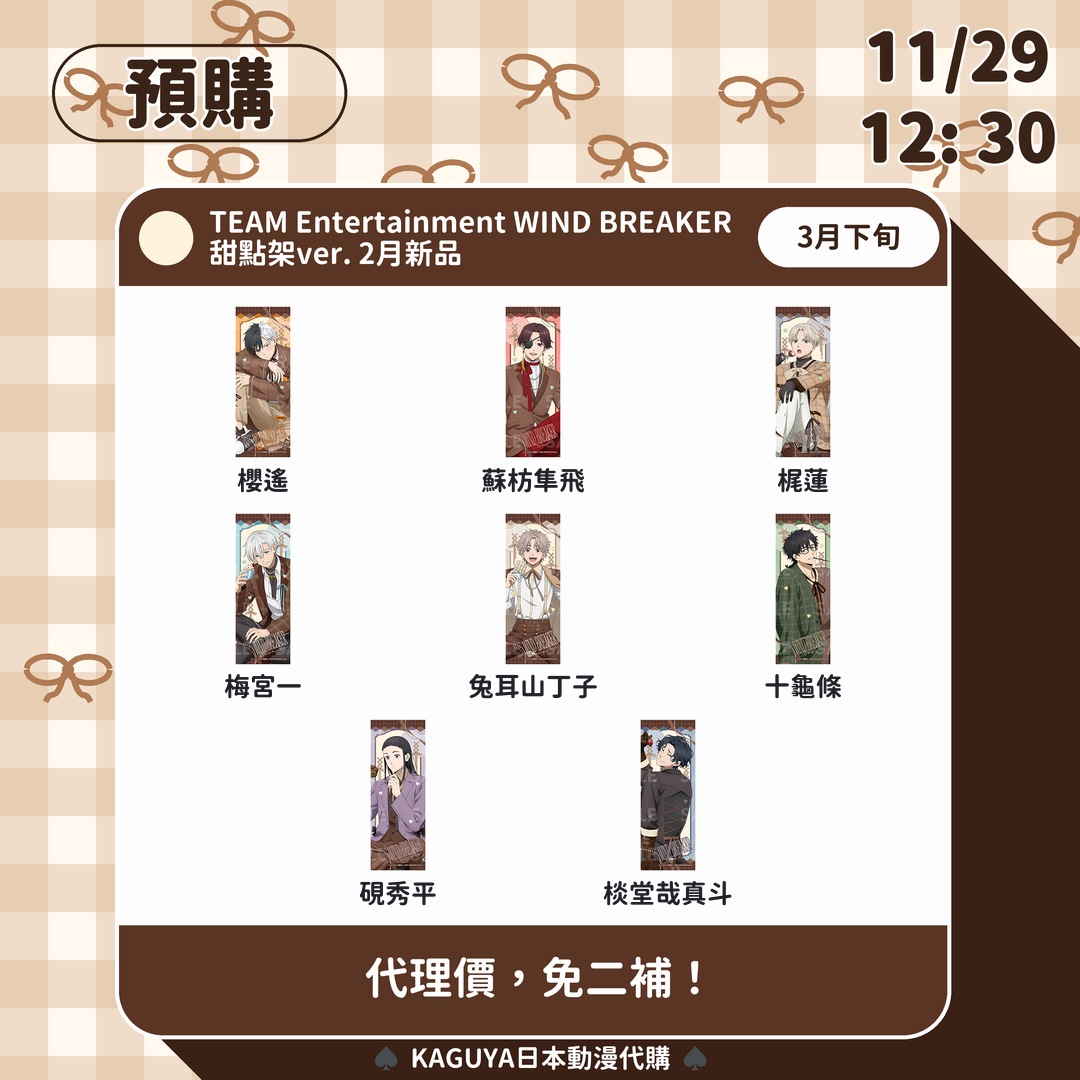 預購
11/29
12: 30
TEAM Entertainment WIND BREAKER
甜點架ver. 2月新品
3月下旬
櫻遙
蘇枋隼飛
梶蓮
梅宮一
兔耳山丁子
十龜條
硯秀平
棪堂哉真斗
代理價，免二補！
♠ KAGUYA日本動漫代購 ♠